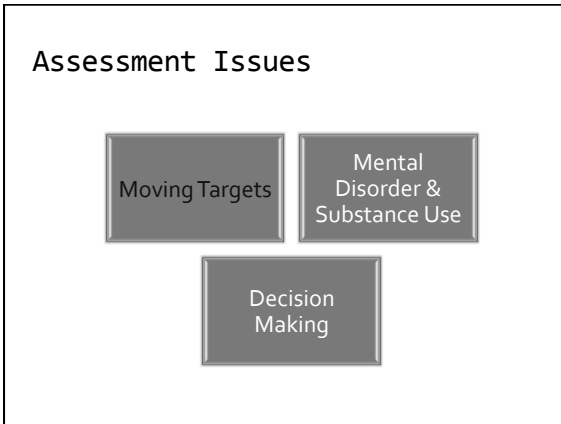 Assessment Issues
Moving Targets
Mental
Disorder &
Substance Use
Decision
Making